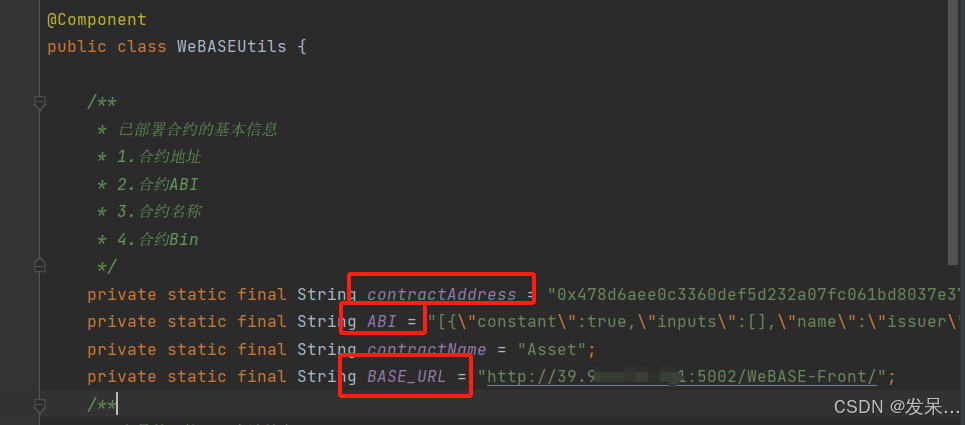 @Component
public class WeBASEUtils {
/**
* 已部署合约的基本信息
* 1.合约地址
* 2.合约ABI
* 3.合约名称
* 4.合约Bin
*/
private static final String contractAddress = "0x478d6aee0c3360def5d232a07fc061bd8037e3
private static final String ABI = "[{\"constant\":true,\"inputs\":[],\"name\":\"issuer\
private static final String contractName = "Asset";
private static final String BASE_URL = "http://39.9 1:5002/WeBASE-Front/";
/**
CSDN @发呆...